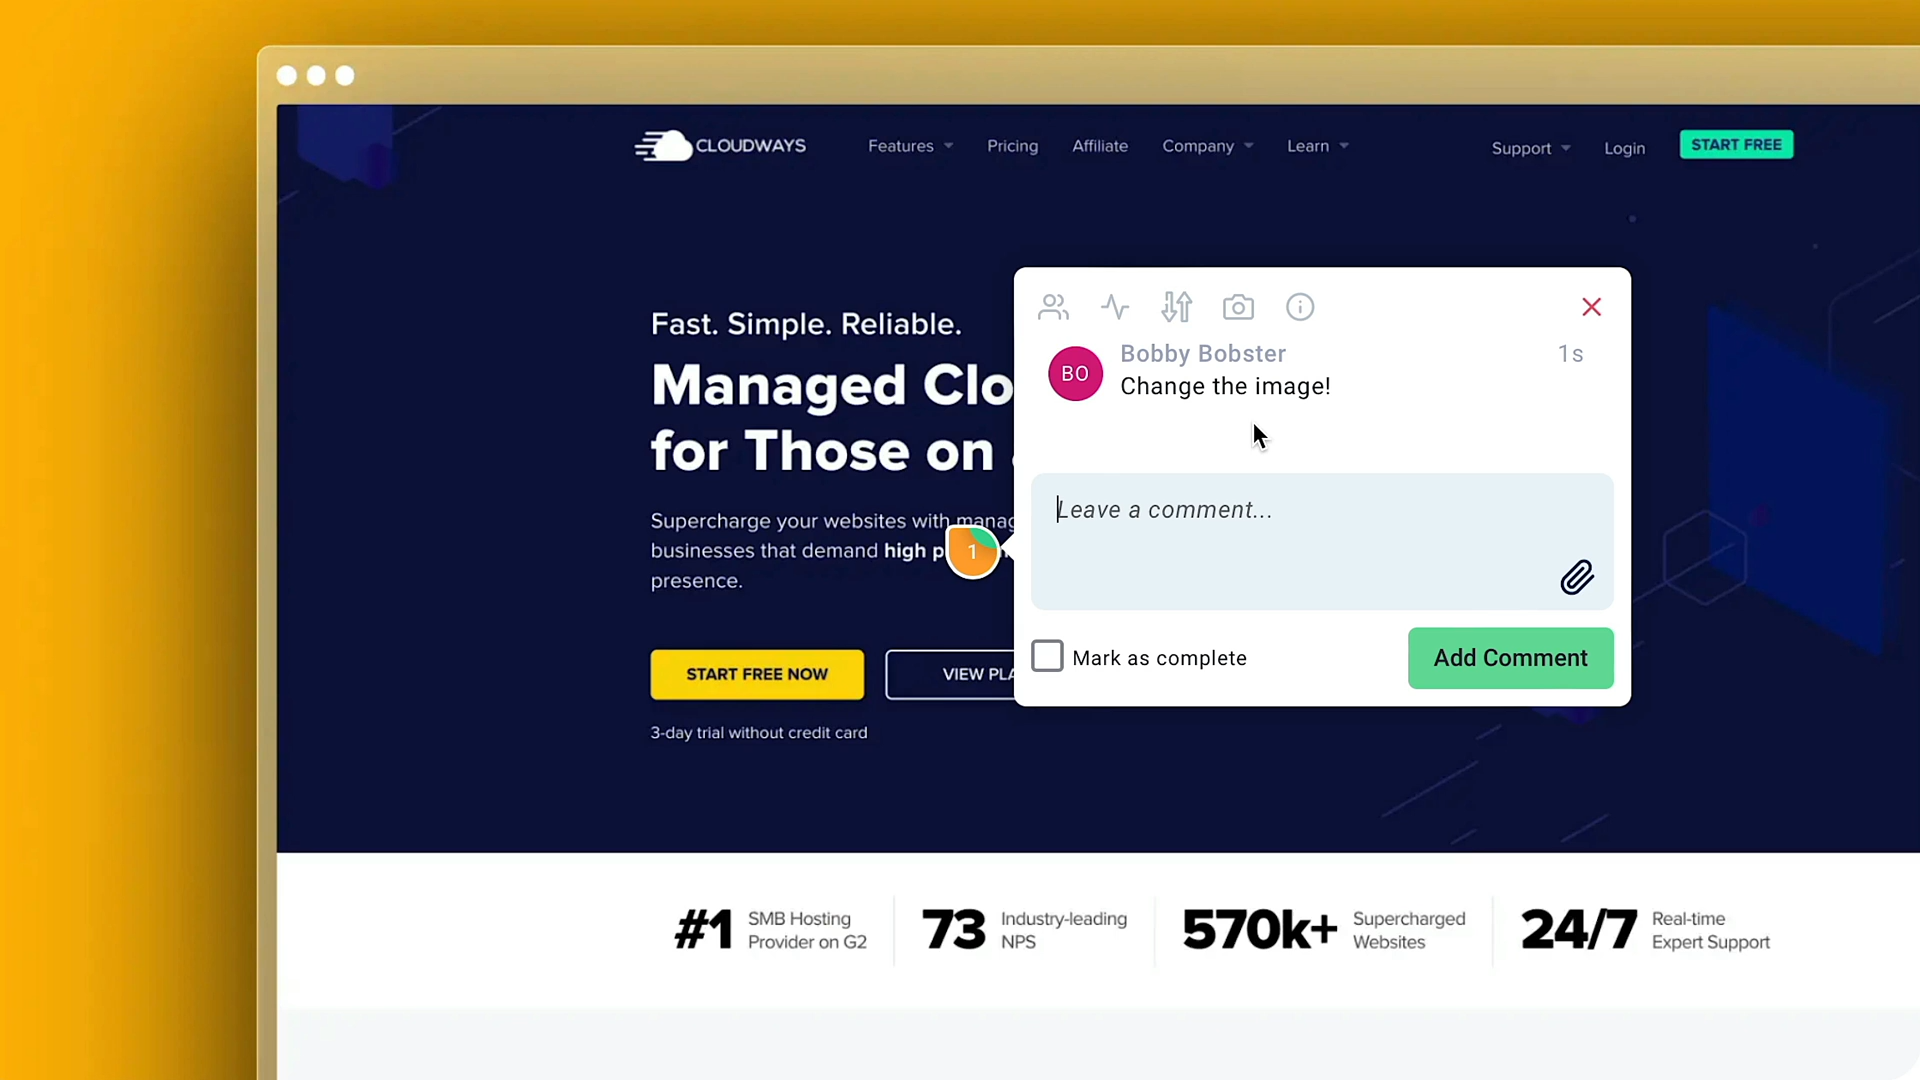 CLOUDWAYS
Features
Pricing
Affiliate
Company
Learn
Support
Login
START FREE
Fast. Simple. Reliable.
Managed Clo
for Those on
Supercharge your websites with manag
businesses that demand high p
presence.
START FREE NOW
VIEW PLA
3-day trial without credit card
1
Bobby Bobster
1s
BO
Change the image!
Leave a comment...
Mark as complete
Add Comment
#1
SMB Hosting
Provider on G2
73
Industry-leading
NPS
570k+
Supercharged
Websites
24/7
Real-time
Expert Support